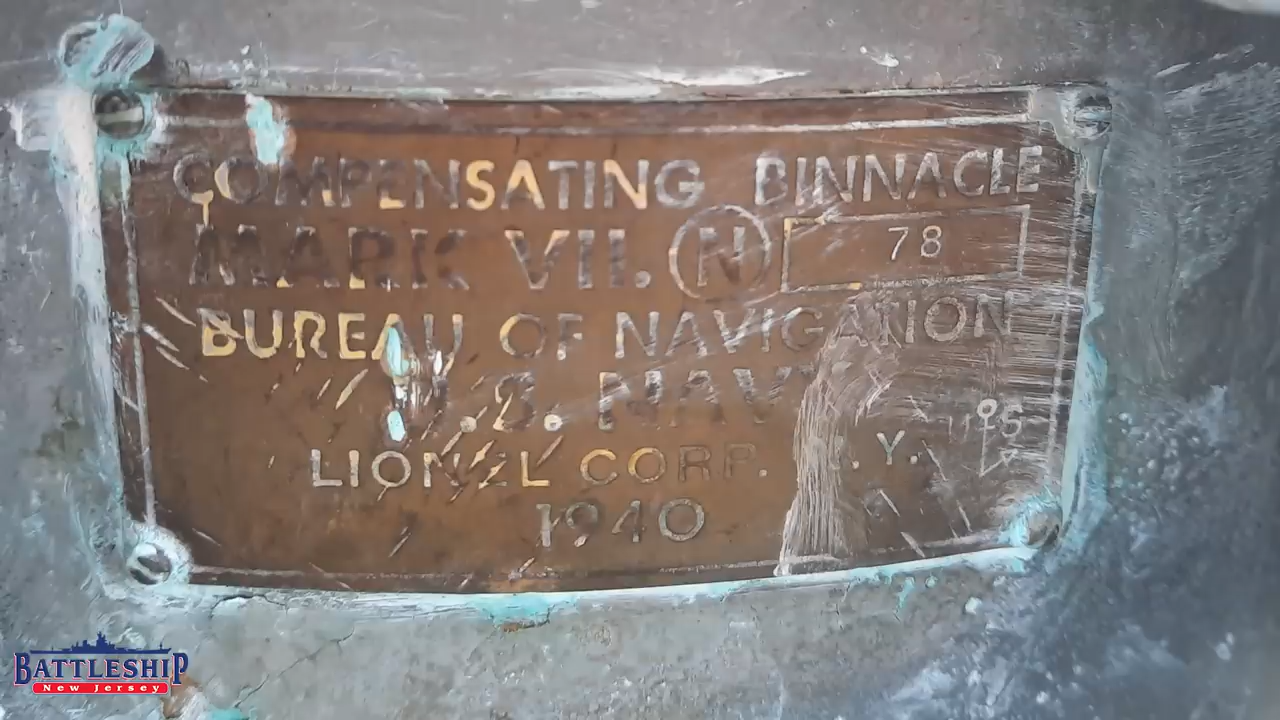 COMPENSATING BINNACLE
MARK VII. N 78
BUREAU OF NAVIGATION
U.S. NAVY
LIONEL CORP. N.Y.
1940
BATTLESHIP
New Jersey